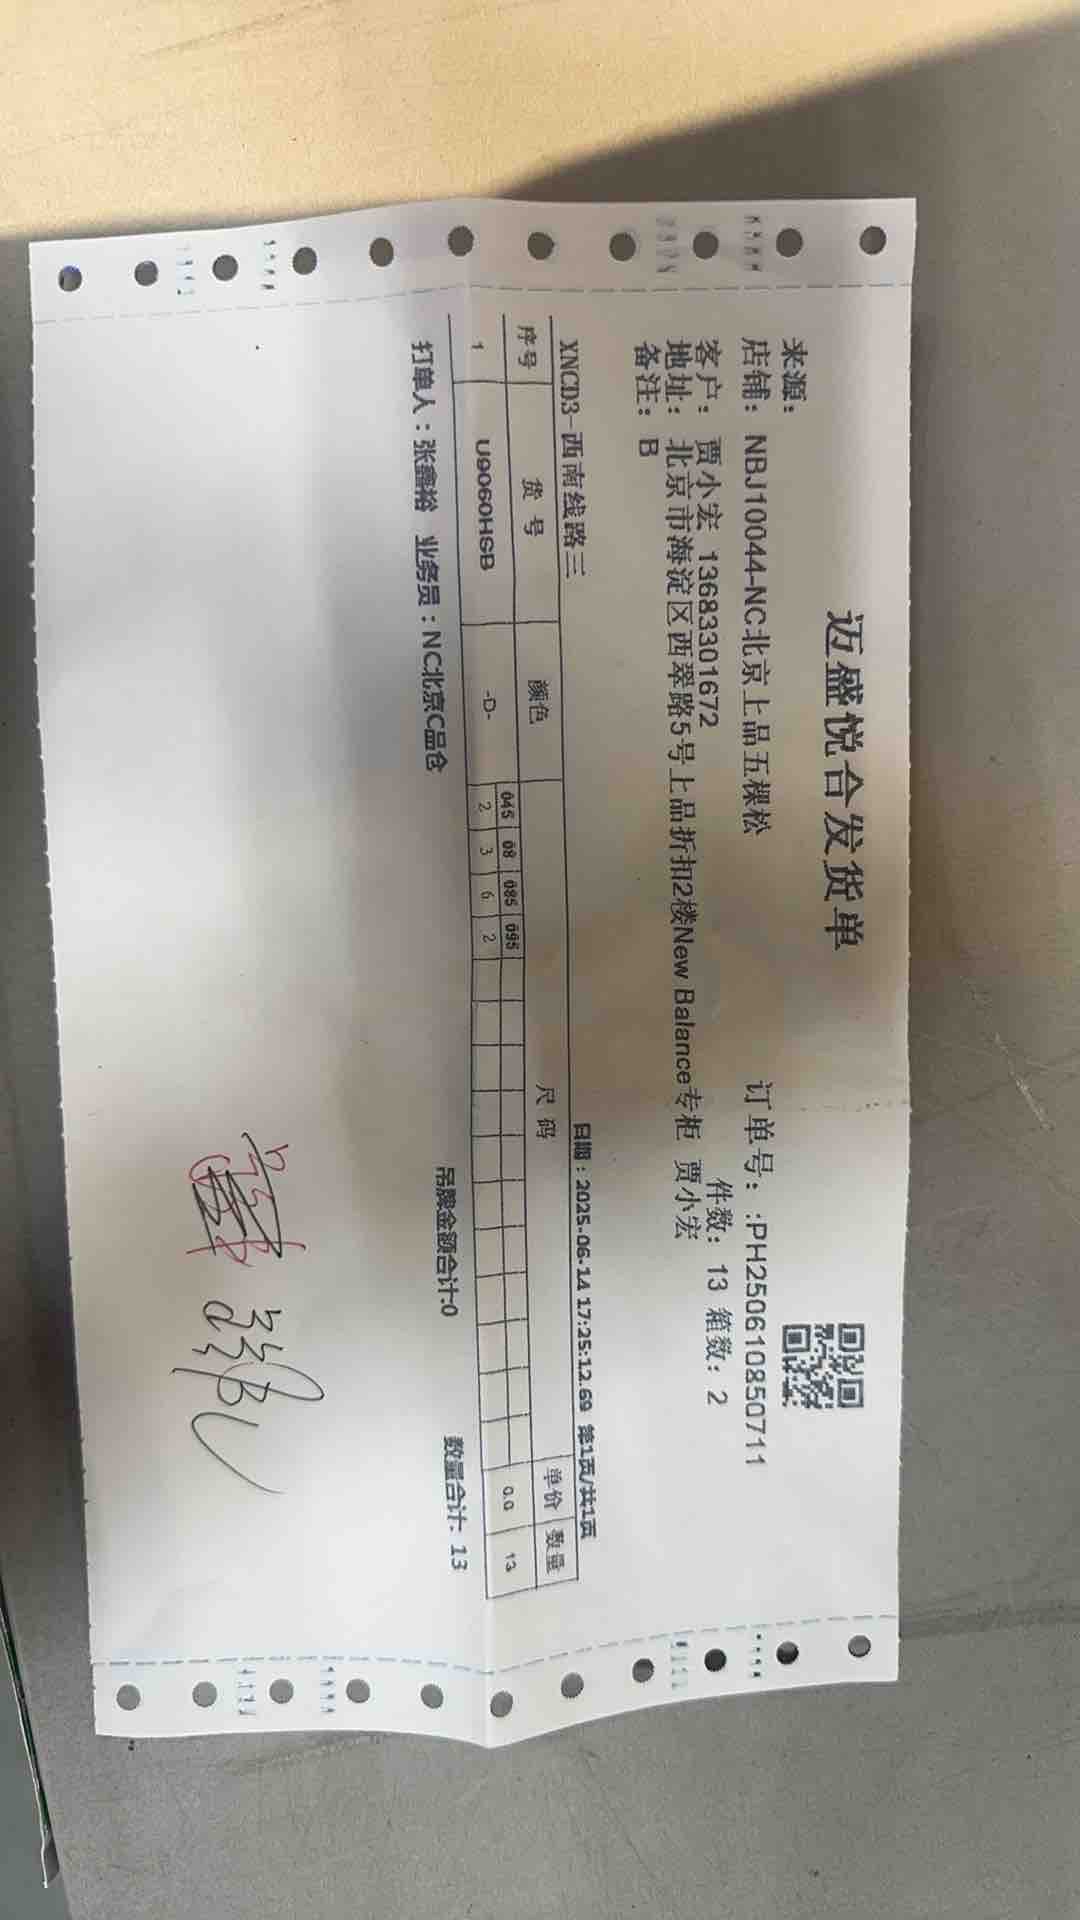 迈盛悦合发货单
来源：
店铺：NBJ10044-NC北京上品五棵松 订单号：:PH250610850711
客户：贾小宏 13683301672 件数：13 箱数：2
地址：北京市海淀区西翠路5号上品折扣2楼New Balance专柜 贾小宏
备注：B
XNCD3-西南线路三 日期：2025-06-14 17:25:12.69 第1页/共1页
序号 货号 颜色 尺码 单价 数量
045 08 085 095
1 U9060HSB -D- 2 3 6 2 0.0 13
打单人：张鑫裕 业务员：NC北京C品仓 吊牌金额合计:0 数量合计: 13